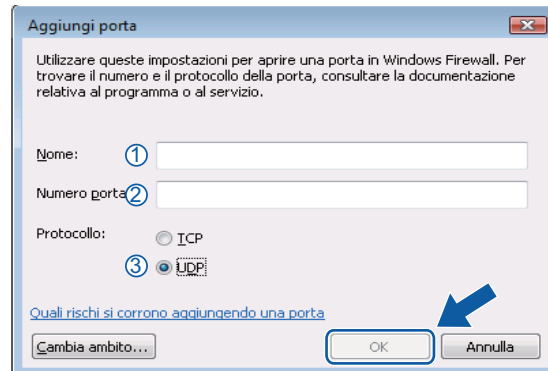 Aggiungi porta
Utilizzare queste impostazioni per aprire una porta in Windows Firewall. Per
trovare il numero e il protocollo della porta, consultare la documentazione
relativa al programma o al servizio.
Nome: ①
Numero porta ②
Protocollo: TCP
③ UDP
Quali rischi si corrono aggiungendo una porta
Cambia ambito... OK Annulla